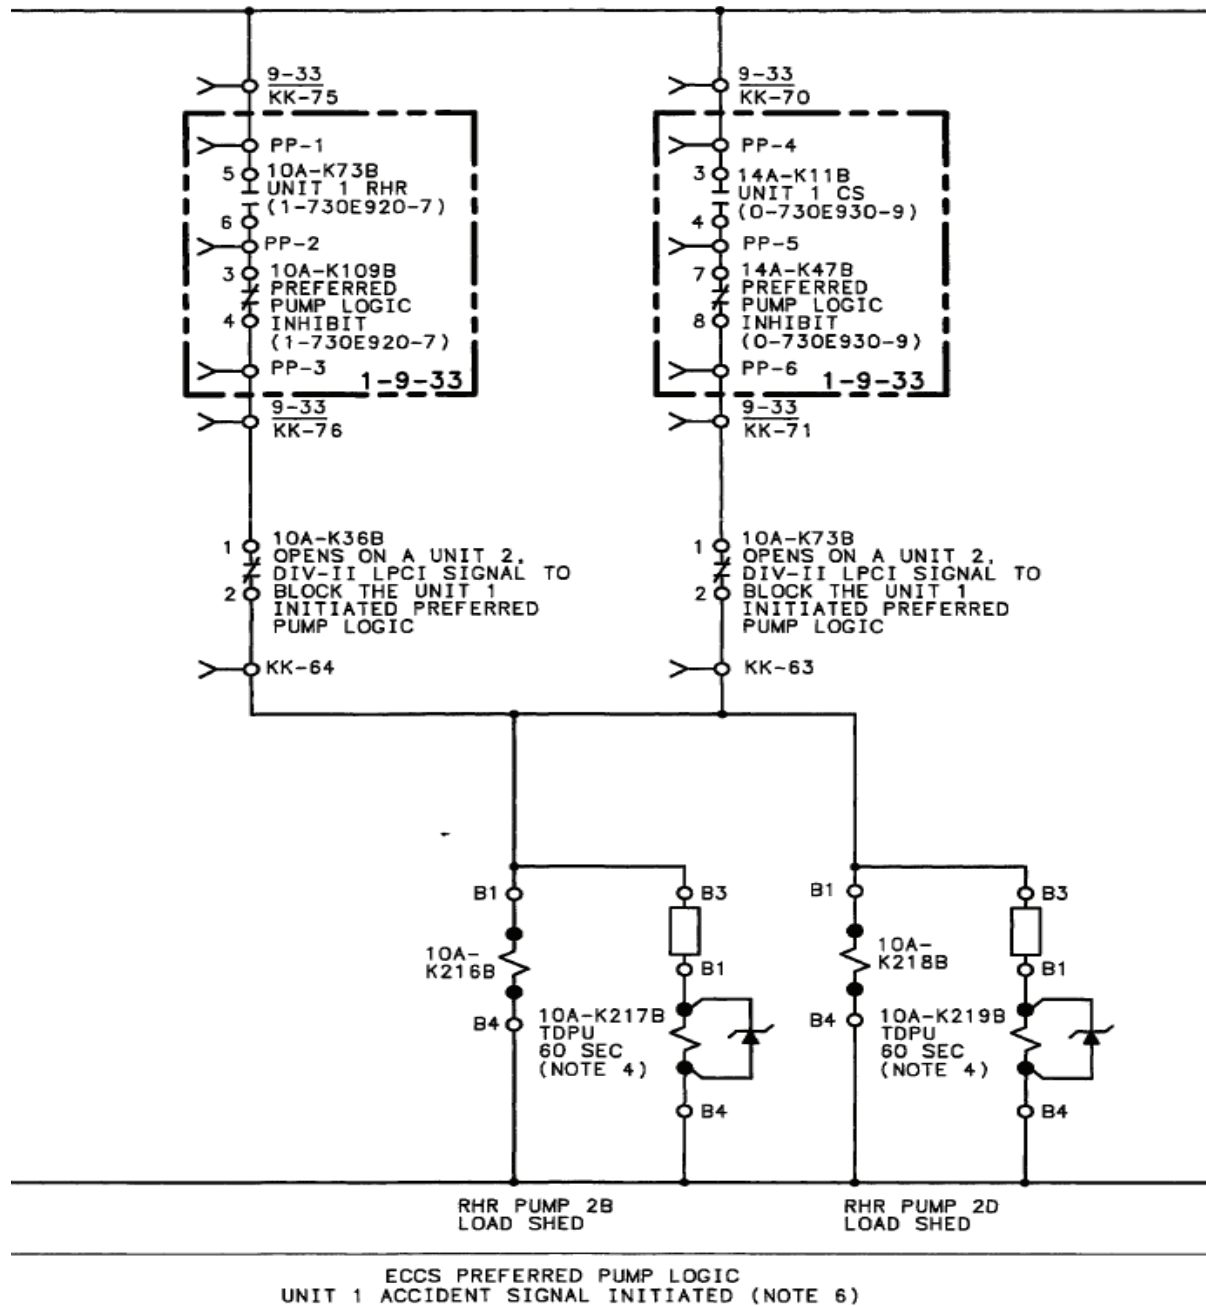 9-33
KK-75
PP-1
5
10A-K73B
UNIT 1 RHR
(1-730E920-7)
6
PP-2
3
10A-K109B
PREFERRED
PUMP LOGIC
4
INHIBIT
(1-730E920-7)
PP-3
1-9-33
9-33
KK-76
1
10A-K36B
OPENS ON A UNIT 2,
DIV-II LPCI SIGNAL TO
2
BLOCK THE UNIT 1
INITIATED PREFERRED
PUMP LOGIC
KK-64
9-33
KK-70
PP-4
3
14A-K11B
UNIT 1 CS
(0-730E930-9)
4
PP-5
7
14A-K47B
PREFERRED
PUMP LOGIC
8
INHIBIT
(0-730E930-9)
PP-6
1-9-33
9-33
KK-71
1
10A-K73B
OPENS ON A UNIT 2,
DIV-II LPCI SIGNAL TO
2
BLOCK THE UNIT 1
INITIATED PREFERRED
PUMP LOGIC
KK-63
B1
10A-
K216B
B4
B3
B1
10A-K217B
TDPU
60 SEC
(NOTE 4)
B4
B1
10A-
K218B
B4
B3
B1
10A-K219B
TDPU
60 SEC
(NOTE 4)
B4
RHR PUMP 2B
LOAD SHED
RHR PUMP 2D
LOAD SHED
ECCS PREFERRED PUMP LOGIC
UNIT 1 ACCIDENT SIGNAL INITIATED (NOTE 6)